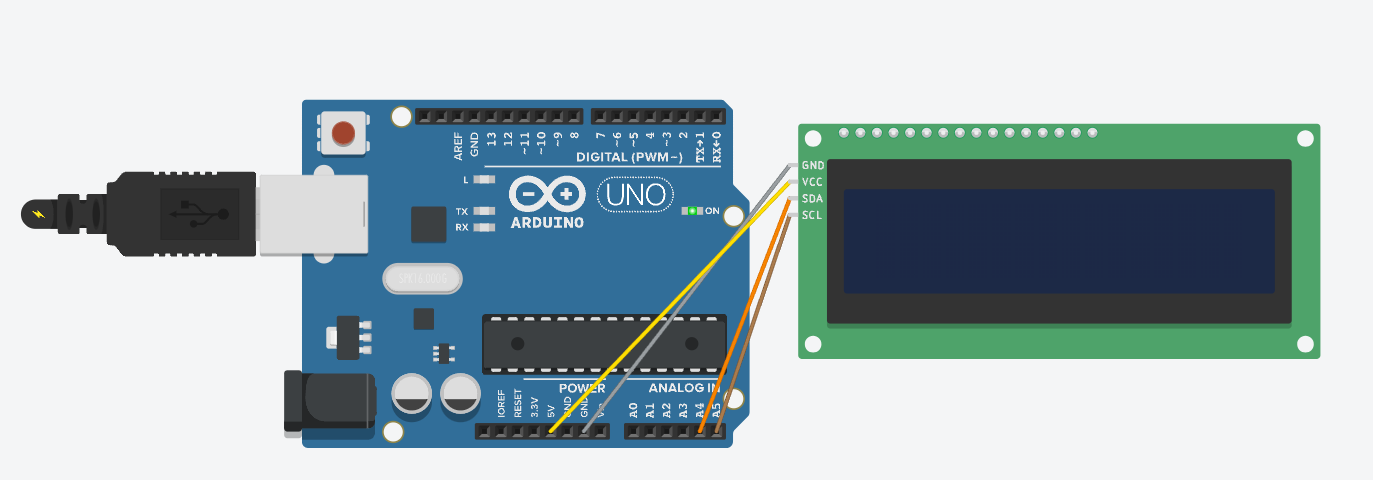 AREF
GND
13
12
~11
~10
~9
8
7
~6
~5
4
~3
2
TX→1
RX←0
DIGITAL (PWM~)
L
TX
RX
ARDUINO
UNO
ON
GND
VCC
SDA
SCL
POWER
ANALOG IN
IOREF
RESET
3.3V
5V
GND
GND
A0
A1
A2
A3
A4
A5